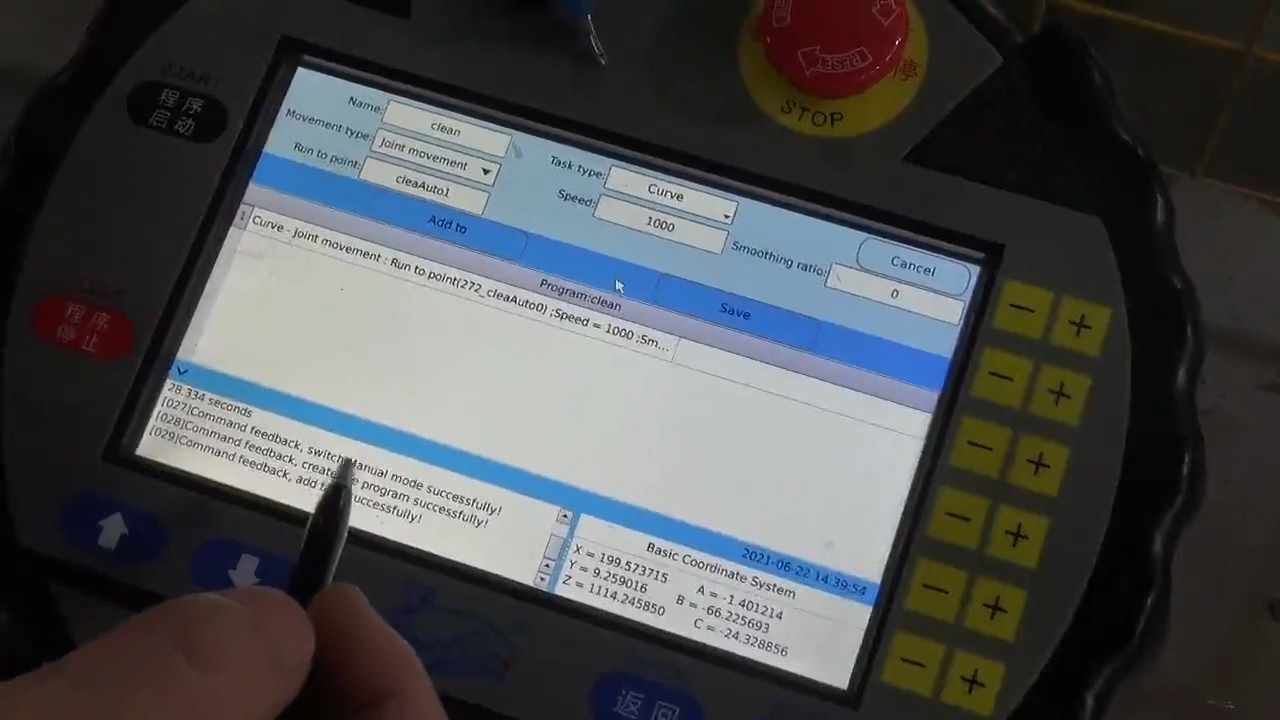 程序
启动
RESET
停
STOP
Name:
clean
Movement type:
Joint movement
Run to point:
cleaAuto1
Task type:
Curve
Speed:
1000
Smoothing ratio:
0
Cancel
Add to
Save
Program:clean
1
Curve - Joint movement : Run to point(272_cleaAuto0) ;Speed = 1000 ;Sm...
程序
停止
28.334 seconds
[027]Command feedback, switch Manual mode successfully!
[028]Command feedback, create program successfully!
[029]Command feedback, add successfully!
Basic Coordinate System
2021-06-22 14:39:54
X = 199.573715
Y = 9.259016
Z = 1114.245850
A = -1.401214
B = -66.225693
C = -24.328856
− +
− +
− +
− +
− +
− +
返回